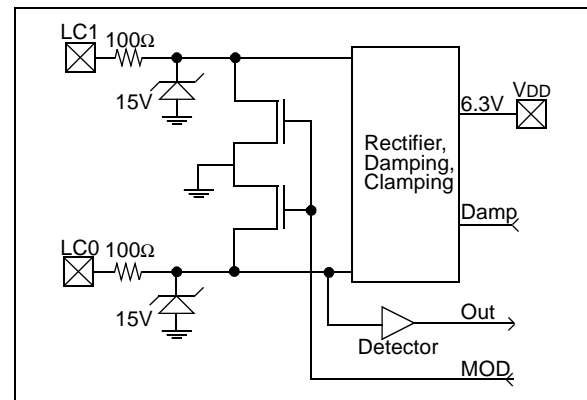 LC1
100Ω
15V
6.3V
VDD
Rectifier,
Damping,
Clamping
Damp
LC0
100Ω
15V
Out
Detector
MOD